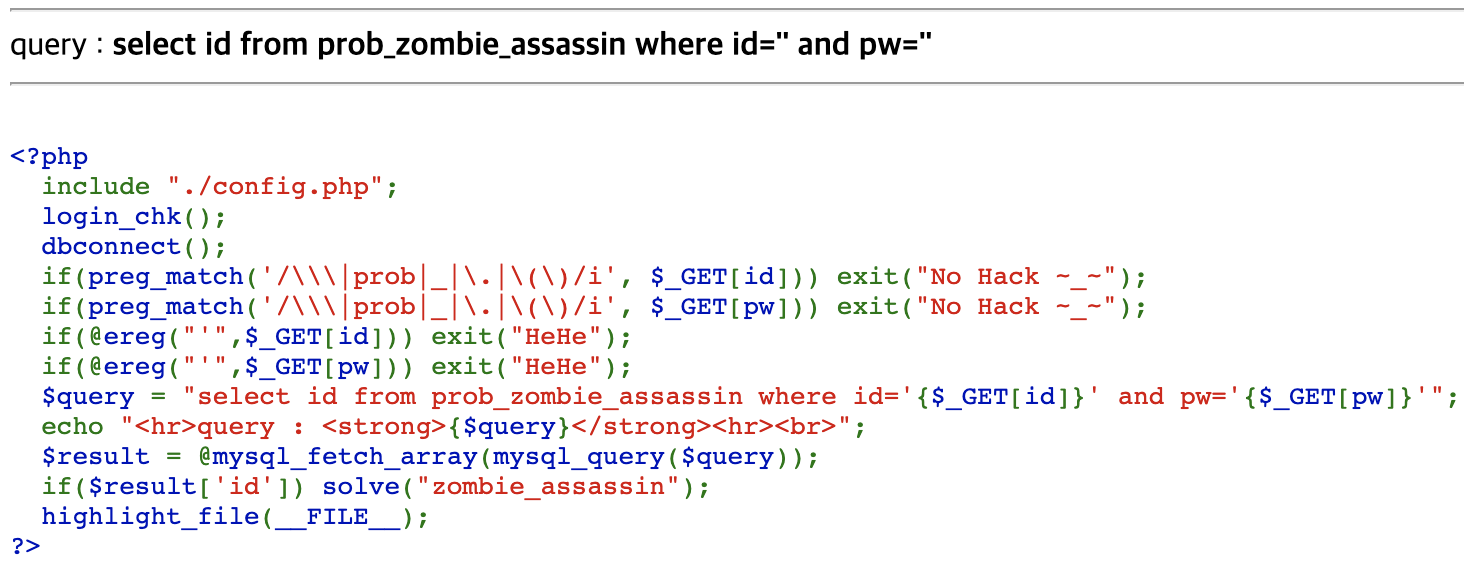 query : select id from prob_zombie_assassin where id='' and pw=''
<?php
  include "./config.php";
  login_chk();
  dbconnect();
  if(preg_match('/\\\|prob|_|\.|\(\)/i', $_GET[id])) exit("No Hack ~_~");
  if(preg_match('/\\\|prob|_|\.|\(\)/i', $_GET[pw])) exit("No Hack ~_~");
  if(@ereg("'",$_GET[id])) exit("HeHe");
  if(@ereg("'",$_GET[pw])) exit("HeHe");
  $query = "select id from prob_zombie_assassin where id='{$_GET[id]}' and pw='{$_GET[pw]}'";
  echo "<hr>query : <strong>{$query}</strong><hr><br>";
  $result = @mysql_fetch_array(mysql_query($query));
  if($result['id']) solve("zombie_assassin");
  highlight_file(__FILE__);
?>